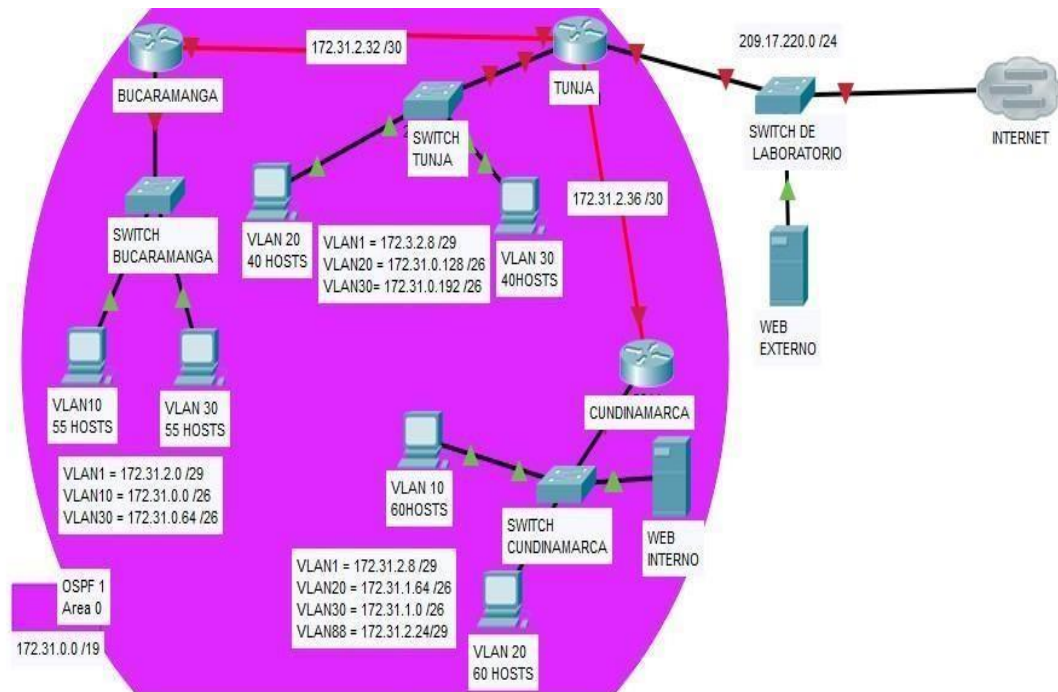 172.31.2.32 /30
209.17.220.0 /24
BUCARAMANGA
TUNJA
SWITCH
TUNJA
SWITCH DE
LABORATORIO
INTERNET
172.31.2.36 /30
SWITCH
BUCARAMANGA
VLAN 20
40 HOSTS
VLAN1 = 172.3.2.8 /29
VLAN20 = 172.31.0.128 /26
VLAN30= 172.31.0.192 /26
VLAN 30
40HOSTS
WEB
EXTERNO
VLAN10
55 HOSTS
VLAN 30
55 HOSTS
CUNDINAMARCA
VLAN1 = 172.31.2.0 /29
VLAN10 = 172.31.0.0 /26
VLAN30 = 172.31.0.64 /26
VLAN 10
60HOSTS
SWITCH
CUNDINAMARCA
WEB
INTERNO
VLAN1 = 172.31.2.8 /29
VLAN20 = 172.31.1.64 /26
VLAN30 = 172.31.1.0 /26
VLAN88 = 172.31.2.24/29
VLAN 20
60 HOSTS
OSPF 1
Area 0
172.31.0.0 /19